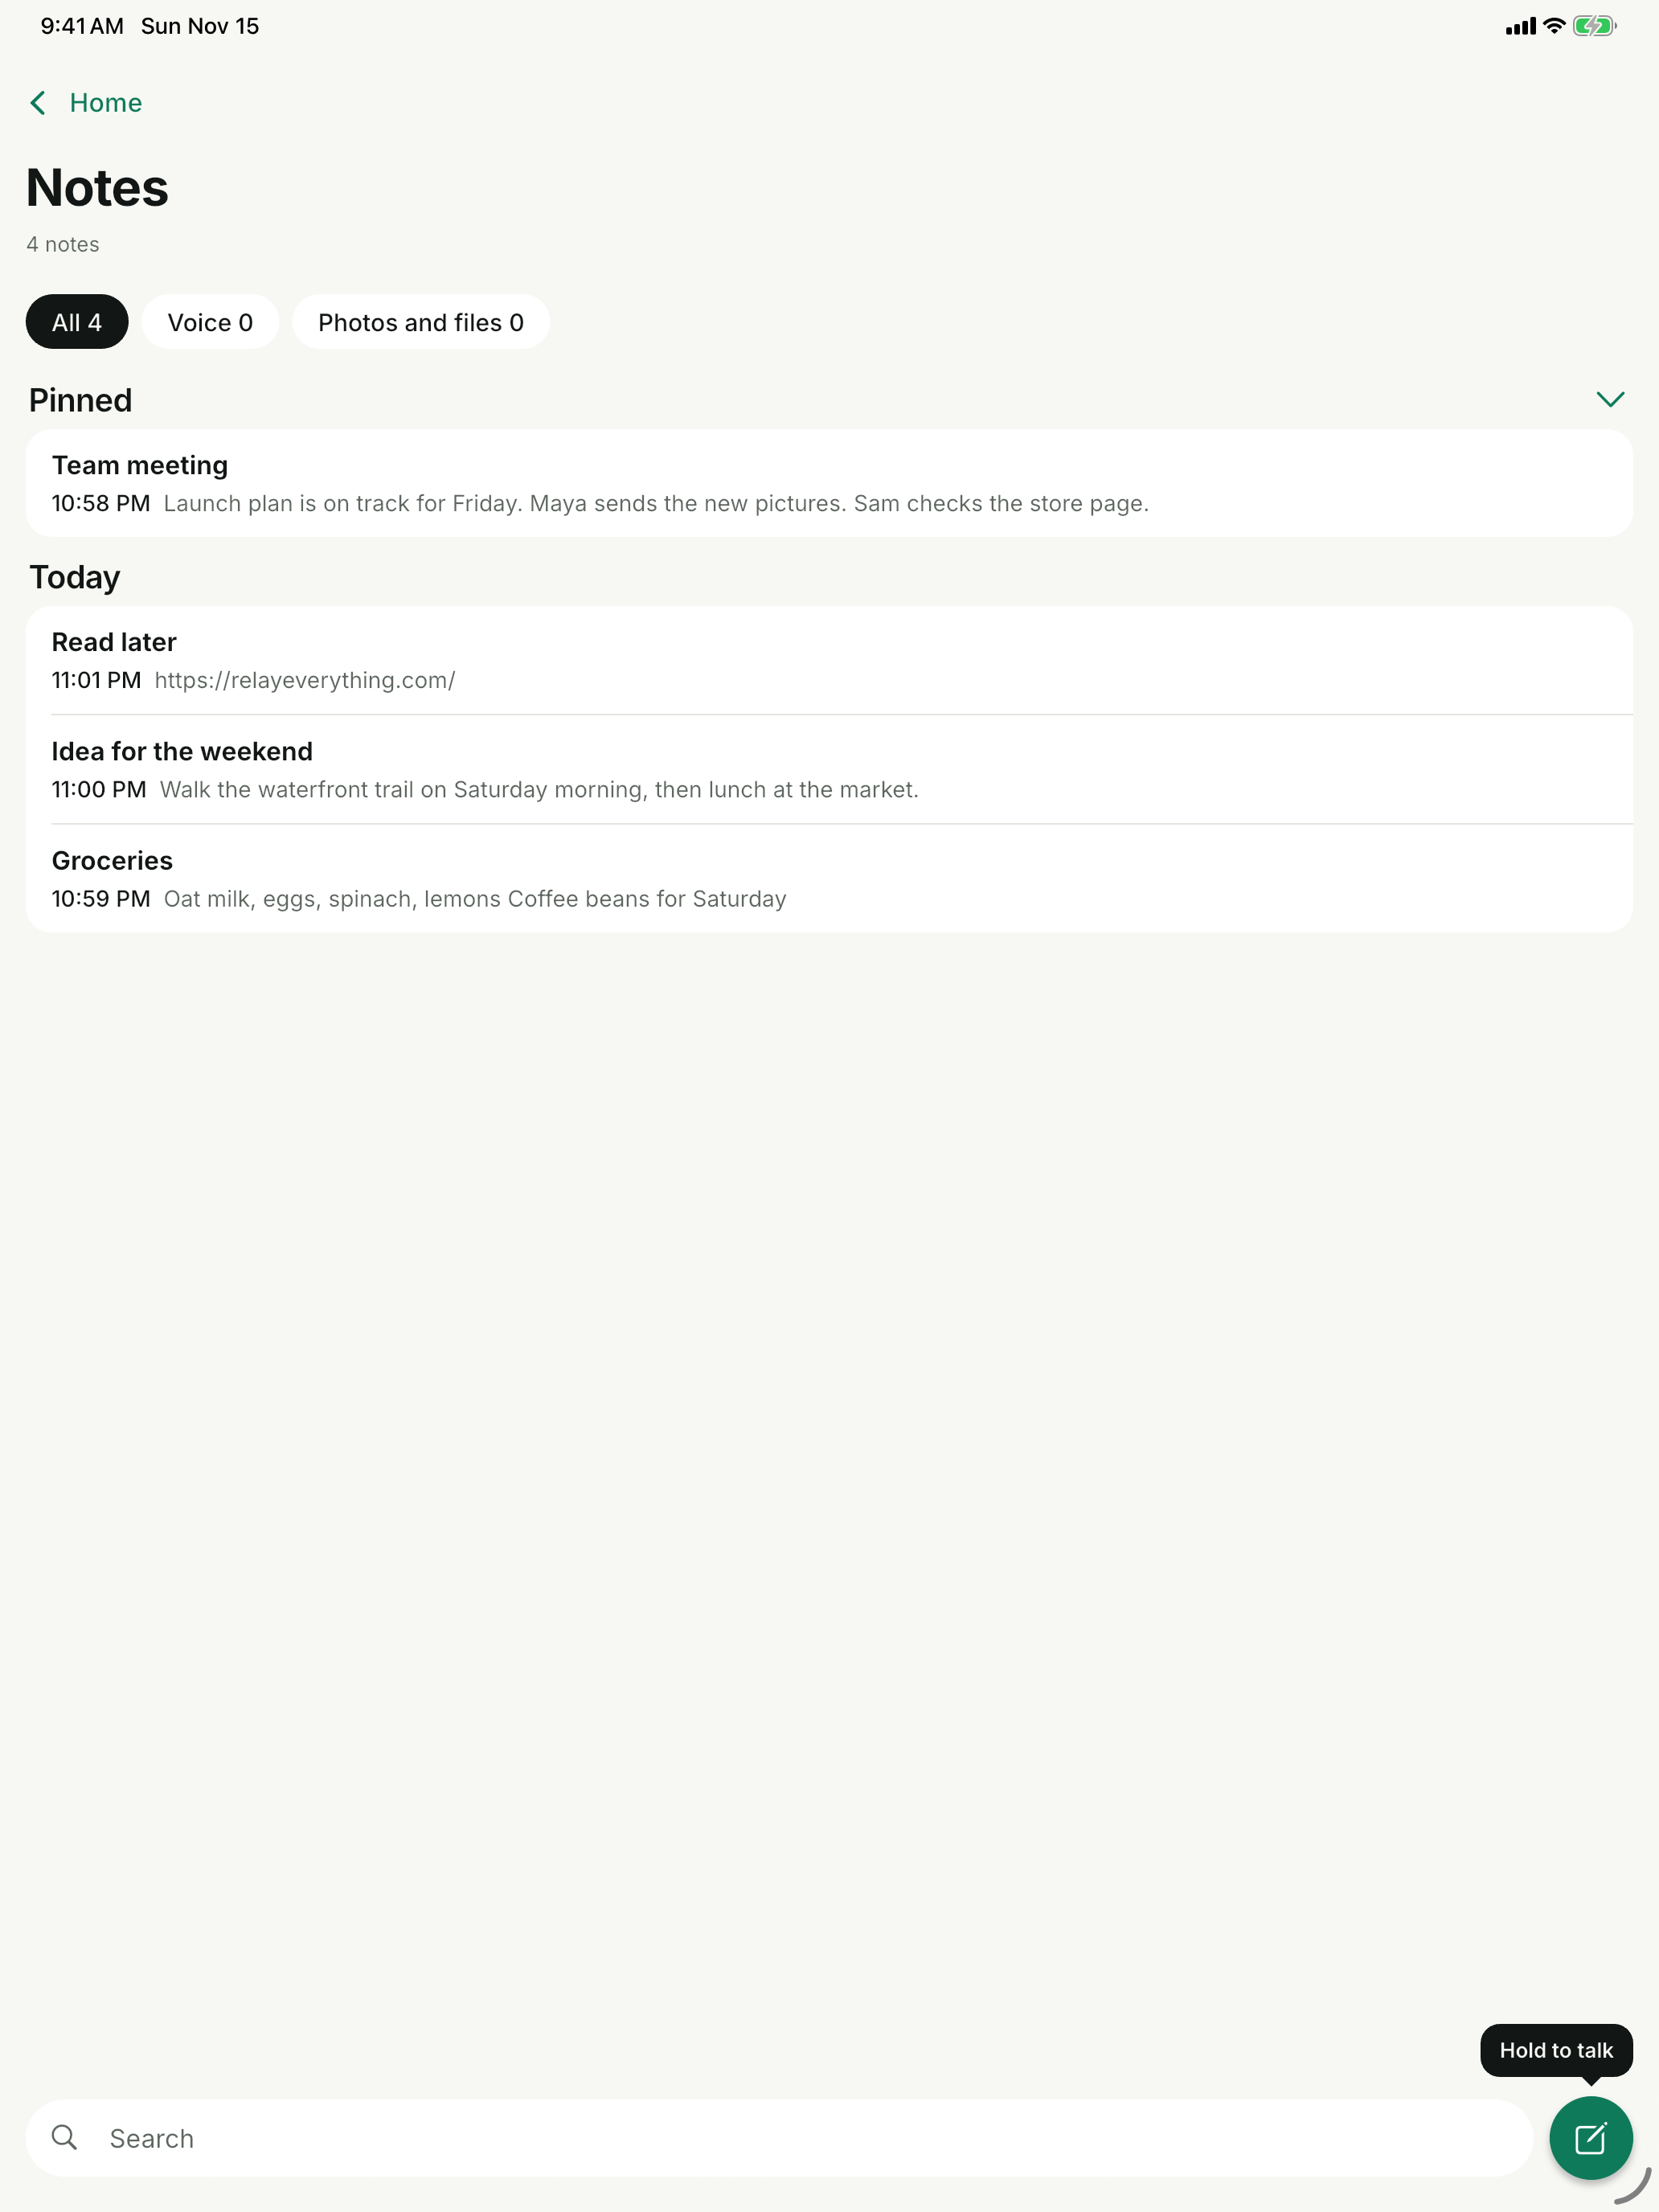 9:41 AM Sun Nov 15
Home
Notes
4 notes
All 4 Voice 0 Photos and files 0
Pinned
Team meeting
10:58 PM Launch plan is on track for Friday. Maya sends the new pictures. Sam checks the store page.
Today
Read later
11:01 PM https://relayeverything.com/
Idea for the weekend
11:00 PM Walk the waterfront trail on Saturday morning, then lunch at the market.
Groceries
10:59 PM Oat milk, eggs, spinach, lemons Coffee beans for Saturday
Hold to talk
Search